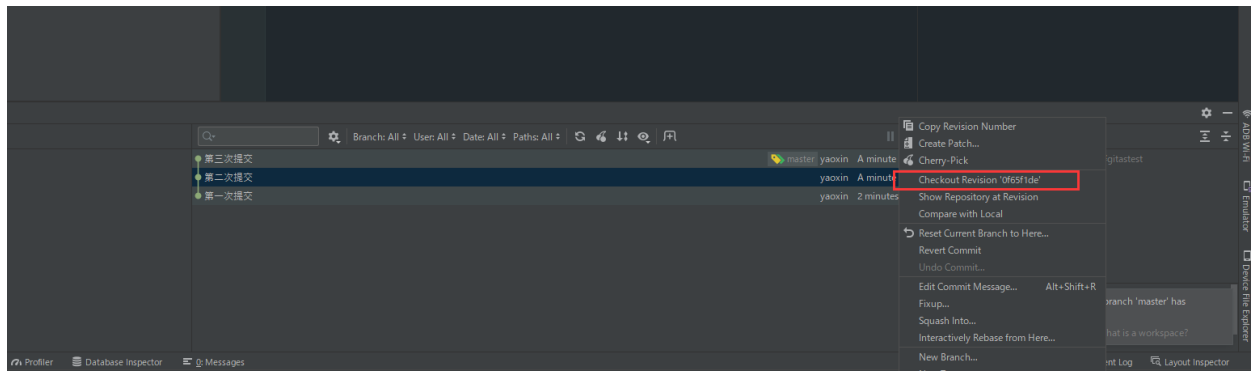 Branch: All User: All Date: All Paths: All
第三次提交 master yaoxin A minute
第二次提交 yaoxin A minute
第一次提交 yaoxin 2 minutes
Copy Revision Number
Create Patch...
Cherry-Pick
Checkout Revision '0f65f1de'
Show Repository at Revision
Compare with Local
Reset Current Branch to Here...
Revert Commit
Undo Commit...
Edit Commit Message... Alt+Shift+R
Fixup...
Squash Into...
Interactively Rebase from Here...
New Branch...
gitastest
branch 'master' has
hat is a workspace?
ADB Wi-Fi
Emulator
Device File Explorer
Profiler Database Inspector 0: Messages
ent Log Layout Inspector